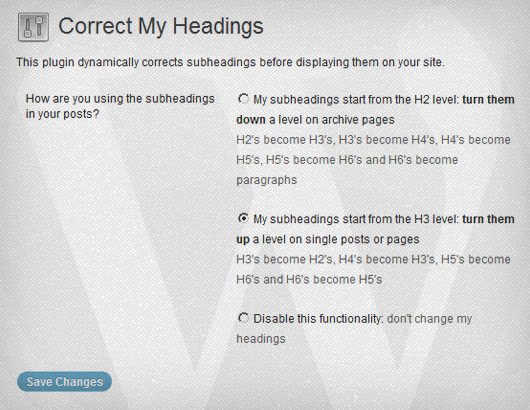 Correct My Headings
This plugin dynamically corrects subheadings before displaying them on your site.
How are you using the subheadings
in your posts?
My subheadings start from the H2 level: turn them
down a level on archive pages
H2's become H3's, H3's become H4's, H4's become
H5's, H5's become H6's and H6's become
paragraphs
My subheadings start from the H3 level: turn them
up a level on single posts or pages
H3's become H2's, H4's become H3's, H5's become
H6's and H6's become H5's
Disable this functionality: don't change my
headings
Save Changes